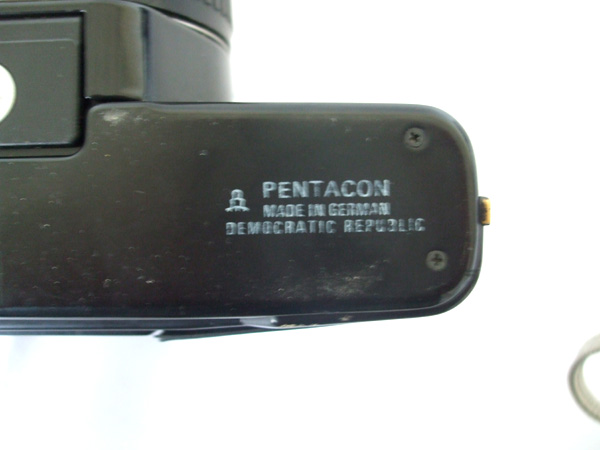 PENTACON
MADE IN GERMAN
DEMOCRATIC REPUBLIC